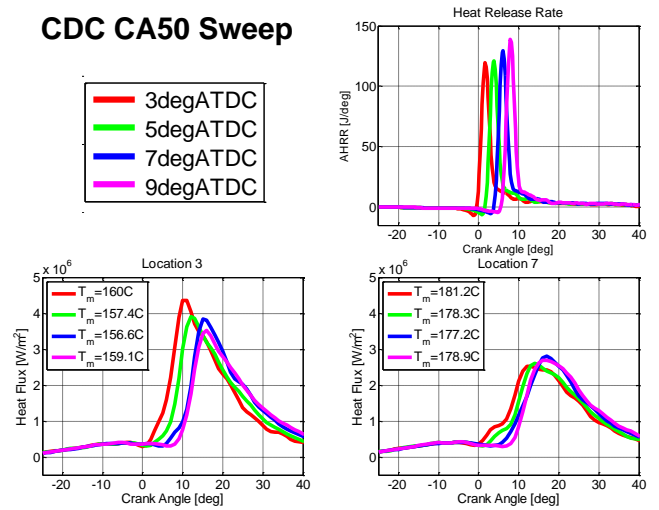 CDC CA50 Sweep
3degATDC
5degATDC
7degATDC
9degATDC
Heat Release Rate
AHRR [J/deg]
150
100
50
0
-20 -10 0 10 20 30 40
Crank Angle [deg]
Location 3
x 10^6
Heat Flux [W/m^2]
5
4
3
2
1
0
T_m=160C
T_m=157.4C
T_m=156.6C
T_m=159.1C
-20 -10 0 10 20 30 40
Crank Angle [deg]
Location 7
x 10^6
Heat Flux [W/m^2]
5
4
3
2
1
0
T_m=181.2C
T_m=178.3C
T_m=177.2C
T_m=178.9C
-20 -10 0 10 20 30 40
Crank Angle [deg]